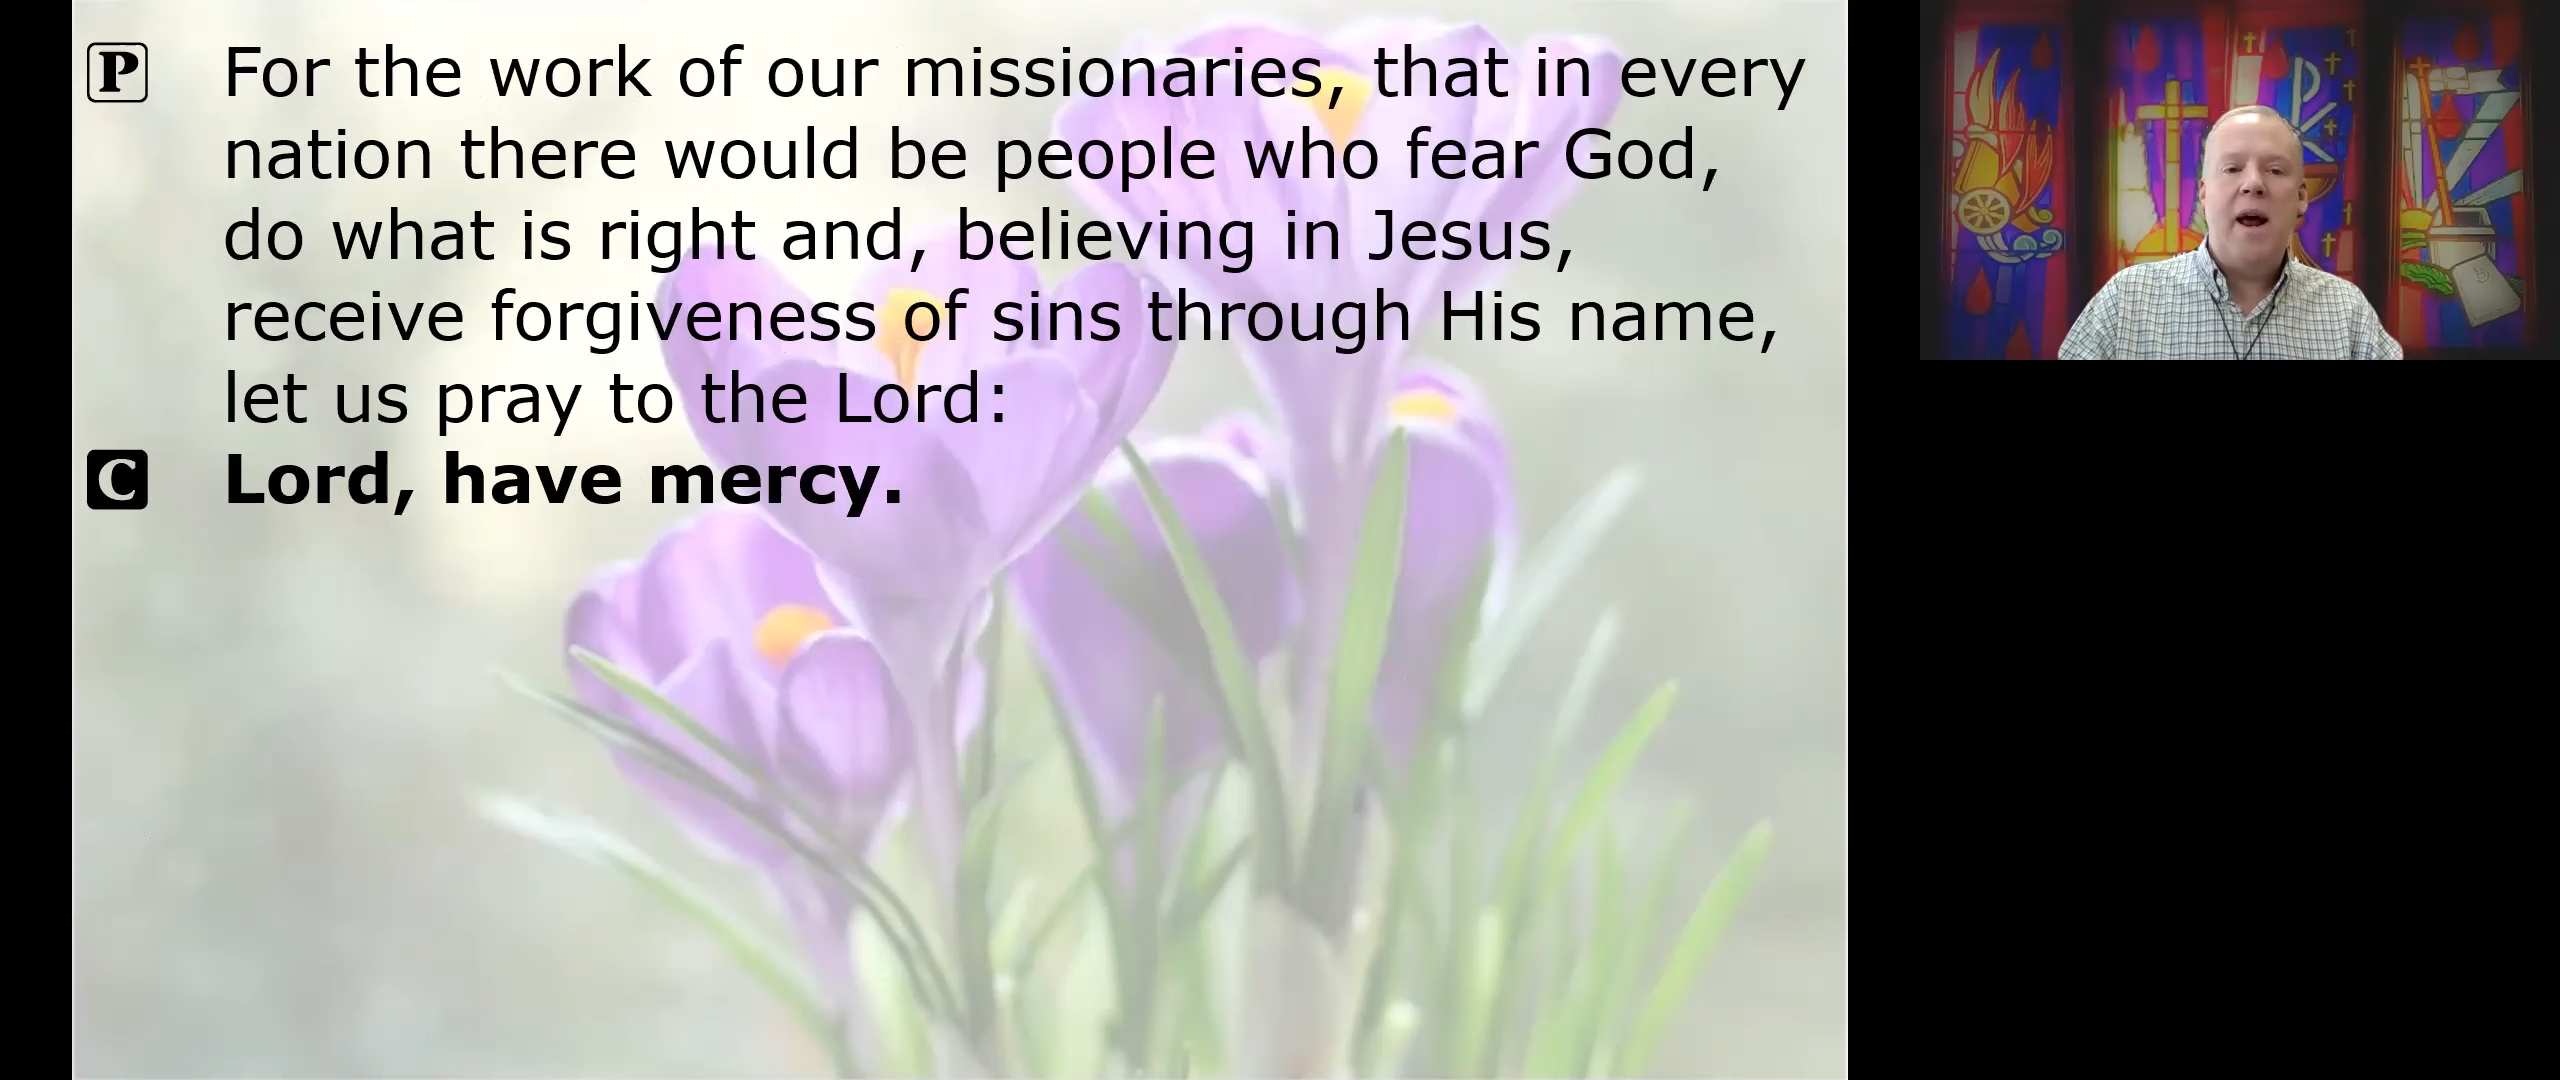 P For the work of our missionaries, that in every
nation there would be people who fear God,
do what is right and, believing in Jesus,
receive forgiveness of sins through His name,
let us pray to the Lord:
C Lord, have mercy.